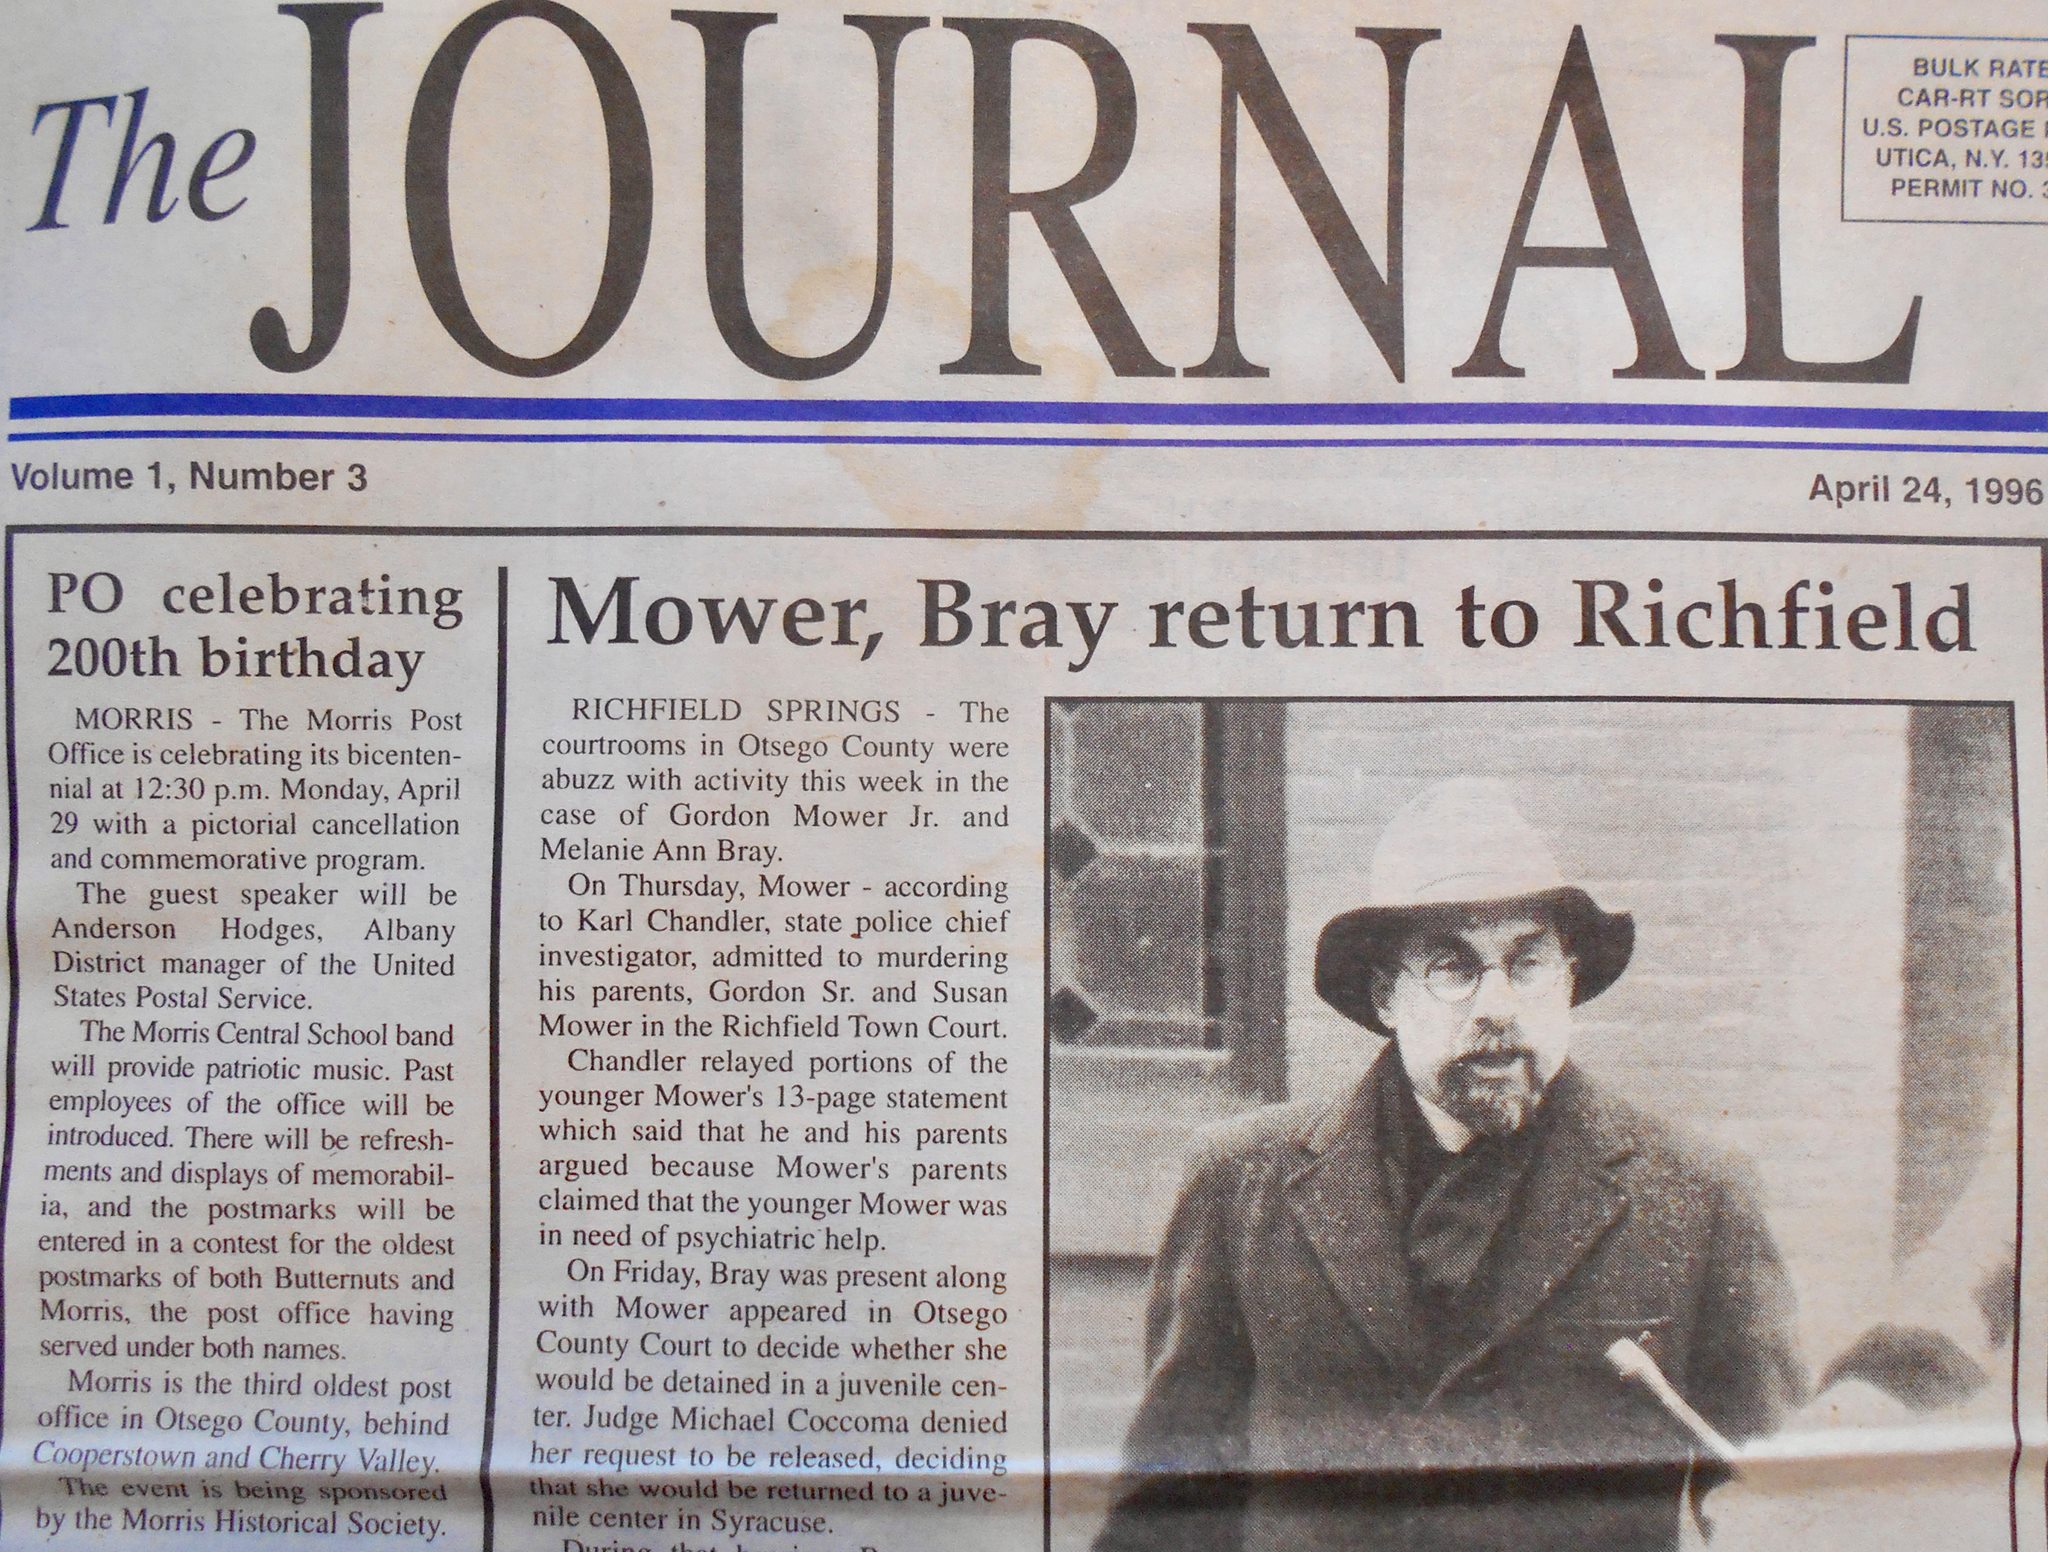 The JOURNAL
BULK RATE
CAR-RT SOR
U.S. POSTAGE
UTICA, N.Y. 13
PERMIT NO.
Volume 1, Number 3
April 24, 1996
PO celebrating
200th birthday
MORRIS - The Morris Post
Office is celebrating its bicenten-
nial at 12:30 p.m. Monday, April
29 with a pictorial cancellation
and commemorative program.
The guest speaker will be
Anderson Hodges, Albany
District manager of the United
States Postal Service.
The Morris Central School band
will provide patriotic music. Past
employees of the office will be
introduced. There will be refresh-
ments and displays of memorabil-
ia, and the postmarks will be
entered in a contest for the oldest
postmarks of both Butternuts and
Morris, the post office having
served under both names.
Morris is the third oldest post
office in Otsego County, behind
Cooperstown and Cherry Valley.
The event is being sponsored
by the Morris Historical Society.
Mower, Bray return to Richfield
RICHFIELD SPRINGS - The
courtrooms in Otsego County were
abuzz with activity this week in the
case of Gordon Mower Jr. and
Melanie Ann Bray.
On Thursday, Mower - according
to Karl Chandler, state police chief
investigator, admitted to murdering
his parents, Gordon Sr. and Susan
Mower in the Richfield Town Court.
Chandler relayed portions of the
younger Mower's 13-page statement
which said that he and his parents
argued because Mower's parents
claimed that the younger Mower was
in need of psychiatric help.
On Friday, Bray was present along
with Mower appeared in Otsego
County Court to decide whether she
would be detained in a juvenile cen-
ter. Judge Michael Coccoma denied
her request to be released, deciding
that she would be returned to a juve-
nile center in Syracuse.
During that